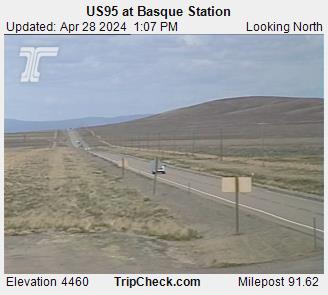 US95 at Basque Station
Updated: Apr 28 2024 1:07 PM Looking North
Elevation 4460 TripCheck.com Milepost 91.62